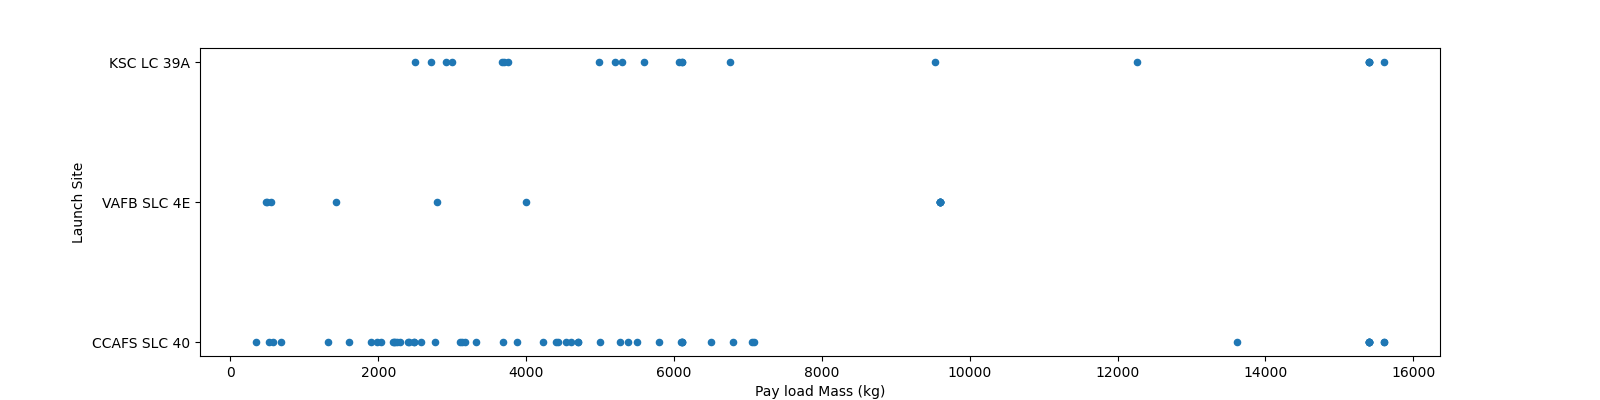 KSC LC 39A
VAFB SLC 4E
CCAFS SLC 40
Launch Site
0 2000 4000 6000 8000 10000 12000 14000 16000
Pay load Mass (kg)